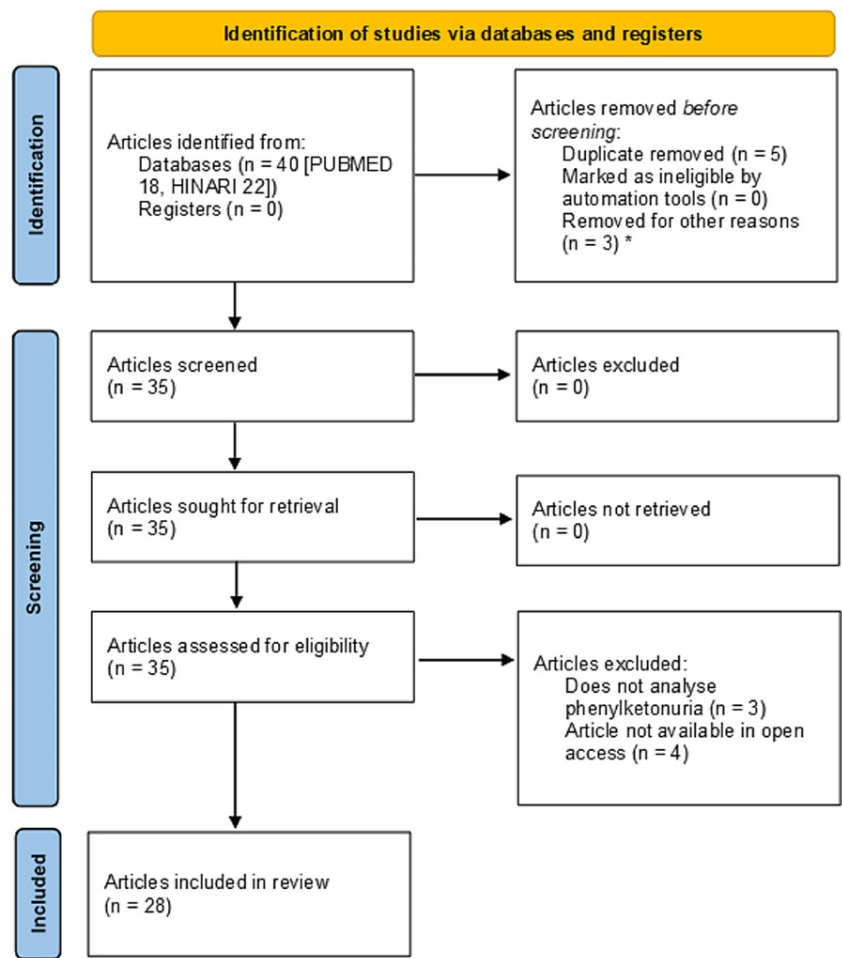 Identification of studies via databases and registers
Identification
Articles identified from:
Databases (n = 40 [PUBMED
18, HINARI 22])
Registers (n = 0)
Articles removed before
screening:
Duplicate removed (n = 5)
Marked as ineligible by
automation tools (n = 0)
Removed for other reasons
(n = 3) *
Screening
Articles screened
(n = 35)
Articles excluded
(n = 0)
Articles sought for retrieval
(n = 35)
Articles not retrieved
(n = 0)
Articles assessed for eligibility
(n = 35)
Articles excluded:
Does not analyse
phenylketonuria (n = 3)
Article not available in open
access (n = 4)
Included
Articles included in review
(n = 28)